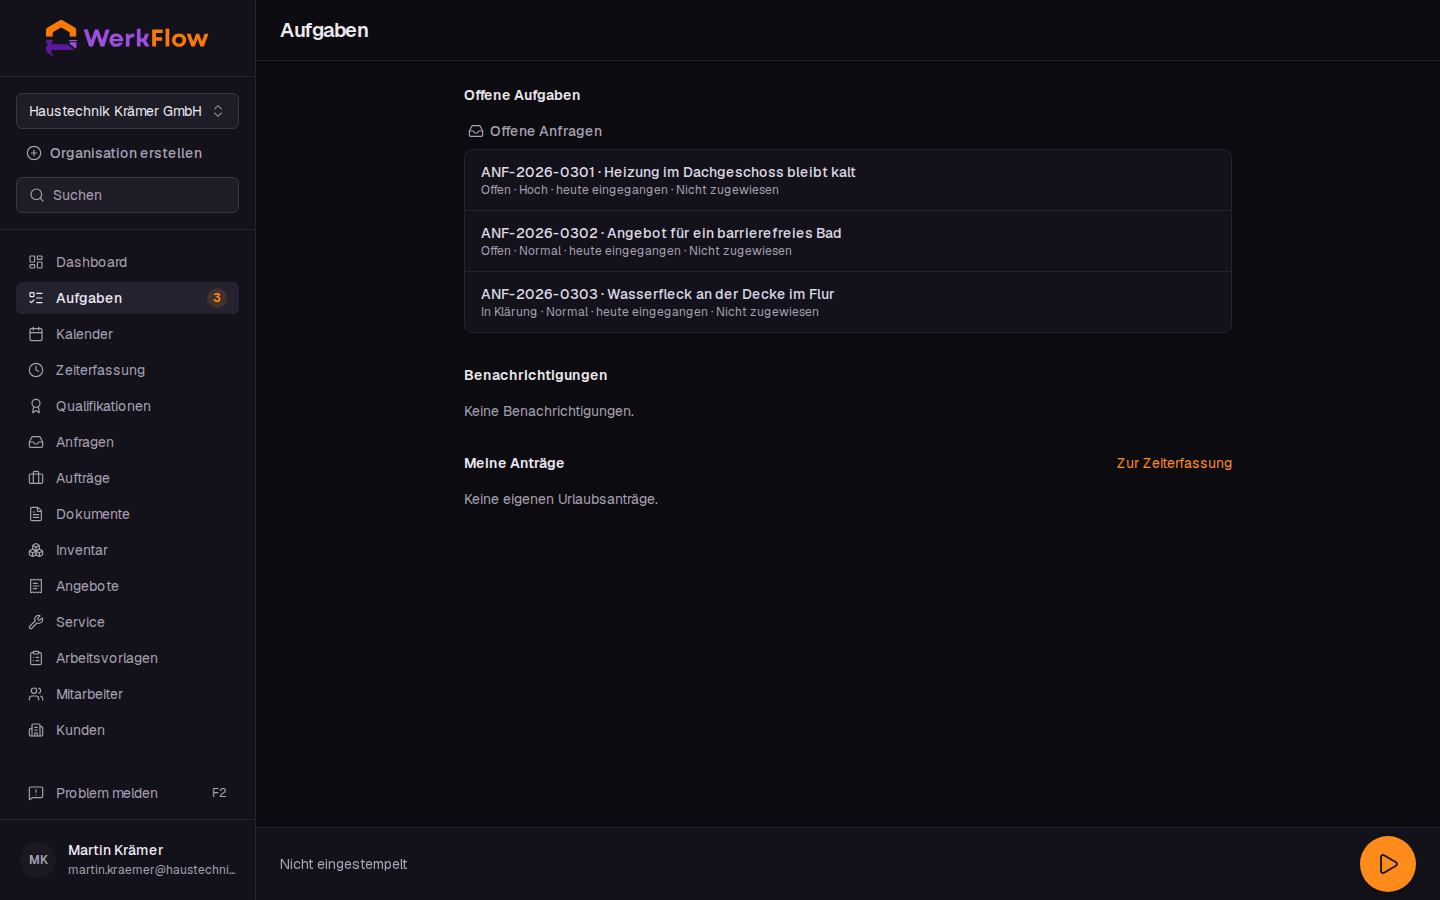 WerkFlow
Haustechnik Krämer GmbH
Organisation erstellen
Suchen
Dashboard
Aufgaben 3
Kalender
Zeiterfassung
Qualifikationen
Anfragen
Aufträge
Dokumente
Inventar
Angebote
Service
Arbeitsvorlagen
Mitarbeiter
Kunden
Problem melden F2
MK
Martin Krämer
martin.kraemer@haustechni…
Aufgaben
Offene Aufgaben
Offene Anfragen
ANF-2026-0301 · Heizung im Dachgeschoss bleibt kalt
Offen · Hoch · heute eingegangen · Nicht zugewiesen
ANF-2026-0302 · Angebot für ein barrierefreies Bad
Offen · Normal · heute eingegangen · Nicht zugewiesen
ANF-2026-0303 · Wasserfleck an der Decke im Flur
In Klärung · Normal · heute eingegangen · Nicht zugewiesen
Benachrichtigungen
Keine Benachrichtigungen.
Meine Anträge Zur Zeiterfassung
Keine eigenen Urlaubsanträge.
Nicht eingestempelt